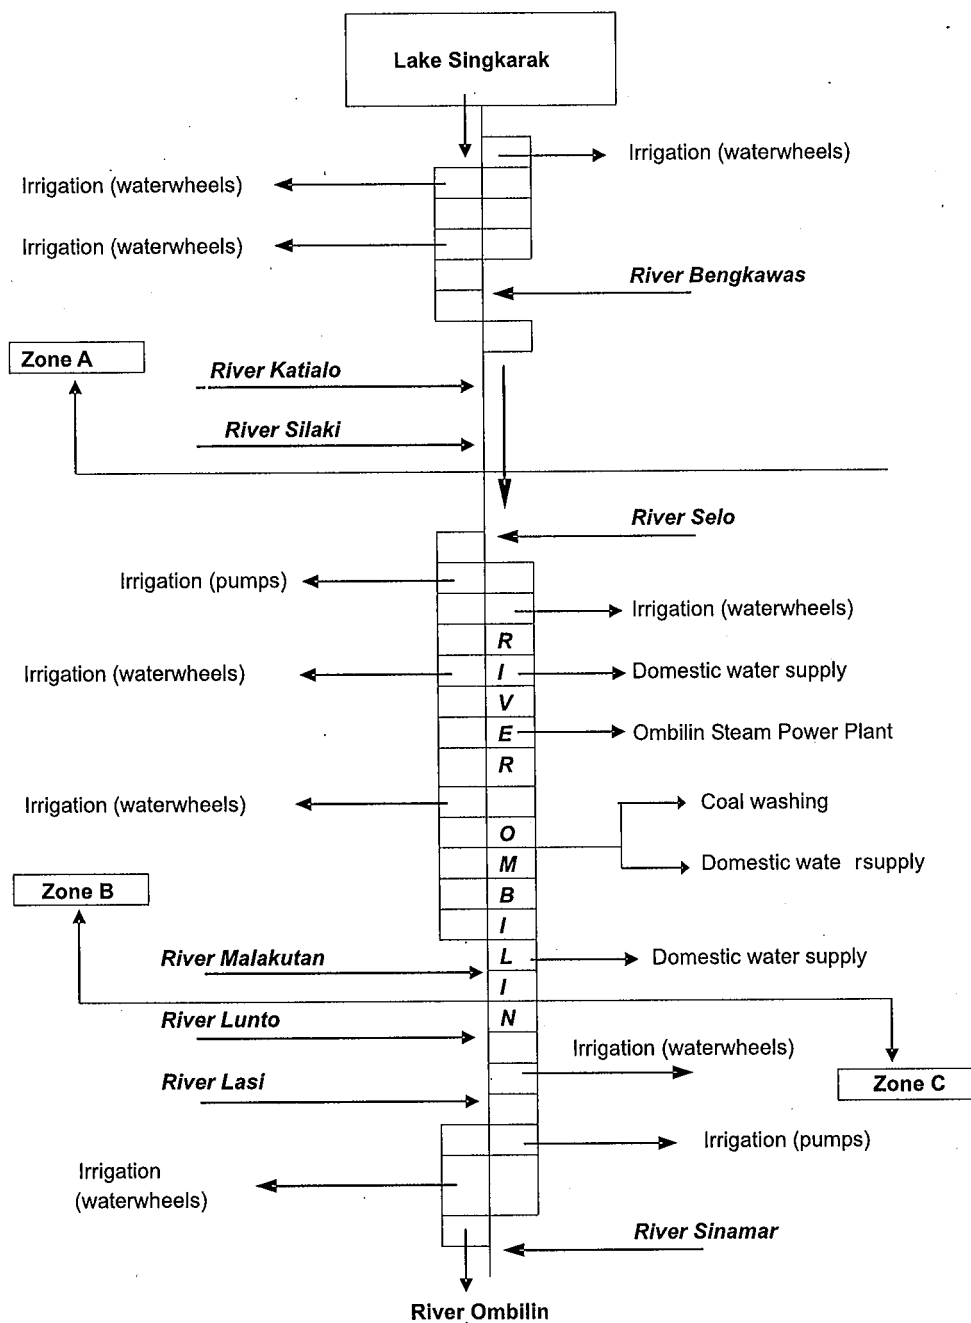 Lake Singkarak
Irrigation (waterwheels)
Irrigation (waterwheels)
Irrigation (waterwheels)
River Bengkawas
Zone A
River Katialo
River Silaki
River Selo
Irrigation (pumps)
Irrigation (waterwheels)
Irrigation (waterwheels)
Domestic water supply
Ombilin Steam Power Plant
Irrigation (waterwheels)
Coal washing
Domestic wate rsupply
RIVER OMBILIN
Zone B
River Malakutan
Domestic water supply
River Lunto
Irrigation (waterwheels)
River Lasi
Zone C
Irrigation (pumps)
Irrigation
(waterwheels)
River Sinamar
River Ombilin